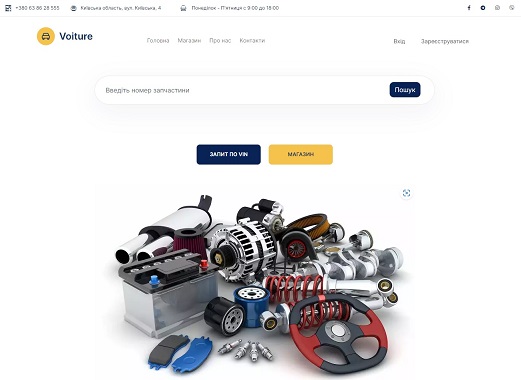 +380 63 86 28 555
Київська область, вул. Київська, 4
Понеділок - П'ятниця с 9:00 до 18:00
Voiture
Головна Магазин Про нас Контакти
Вхід Зареєструватися
Введіть номер запчастини
Пошук
ЗАПИТ ПО VIN
МАГАЗИН